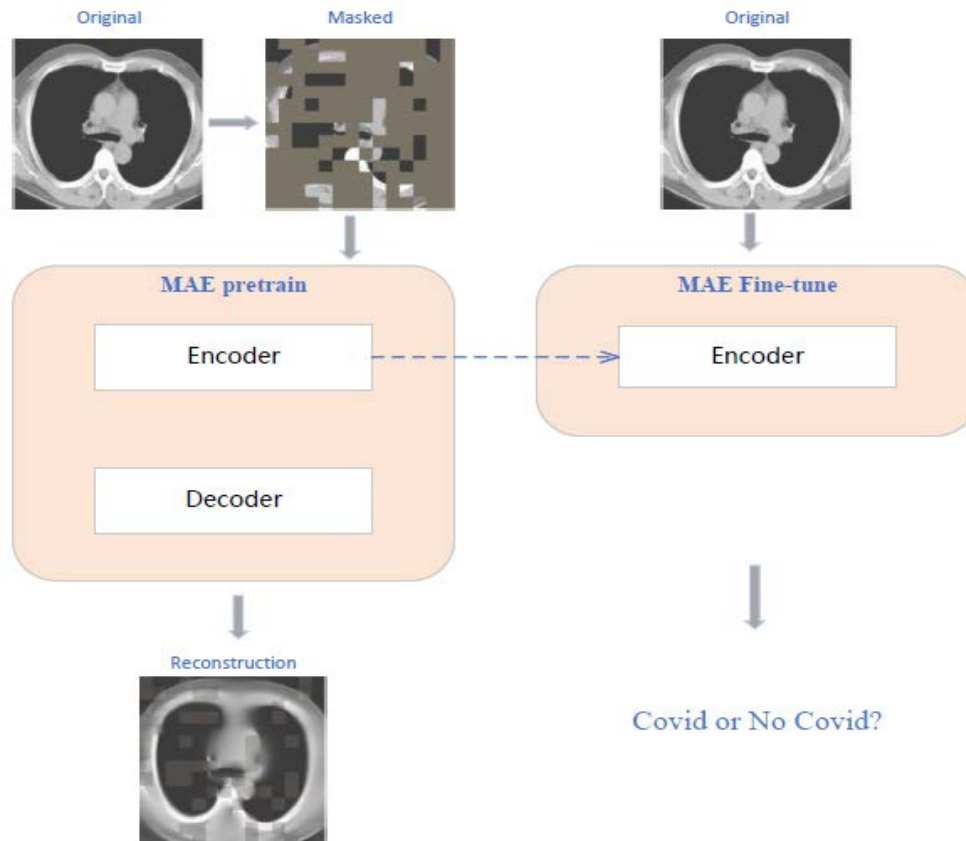 Original
Masked
Original
MAE pretrain
Encoder
Decoder
Reconstruction
MAE Fine-tune
Encoder
Covid or No Covid?